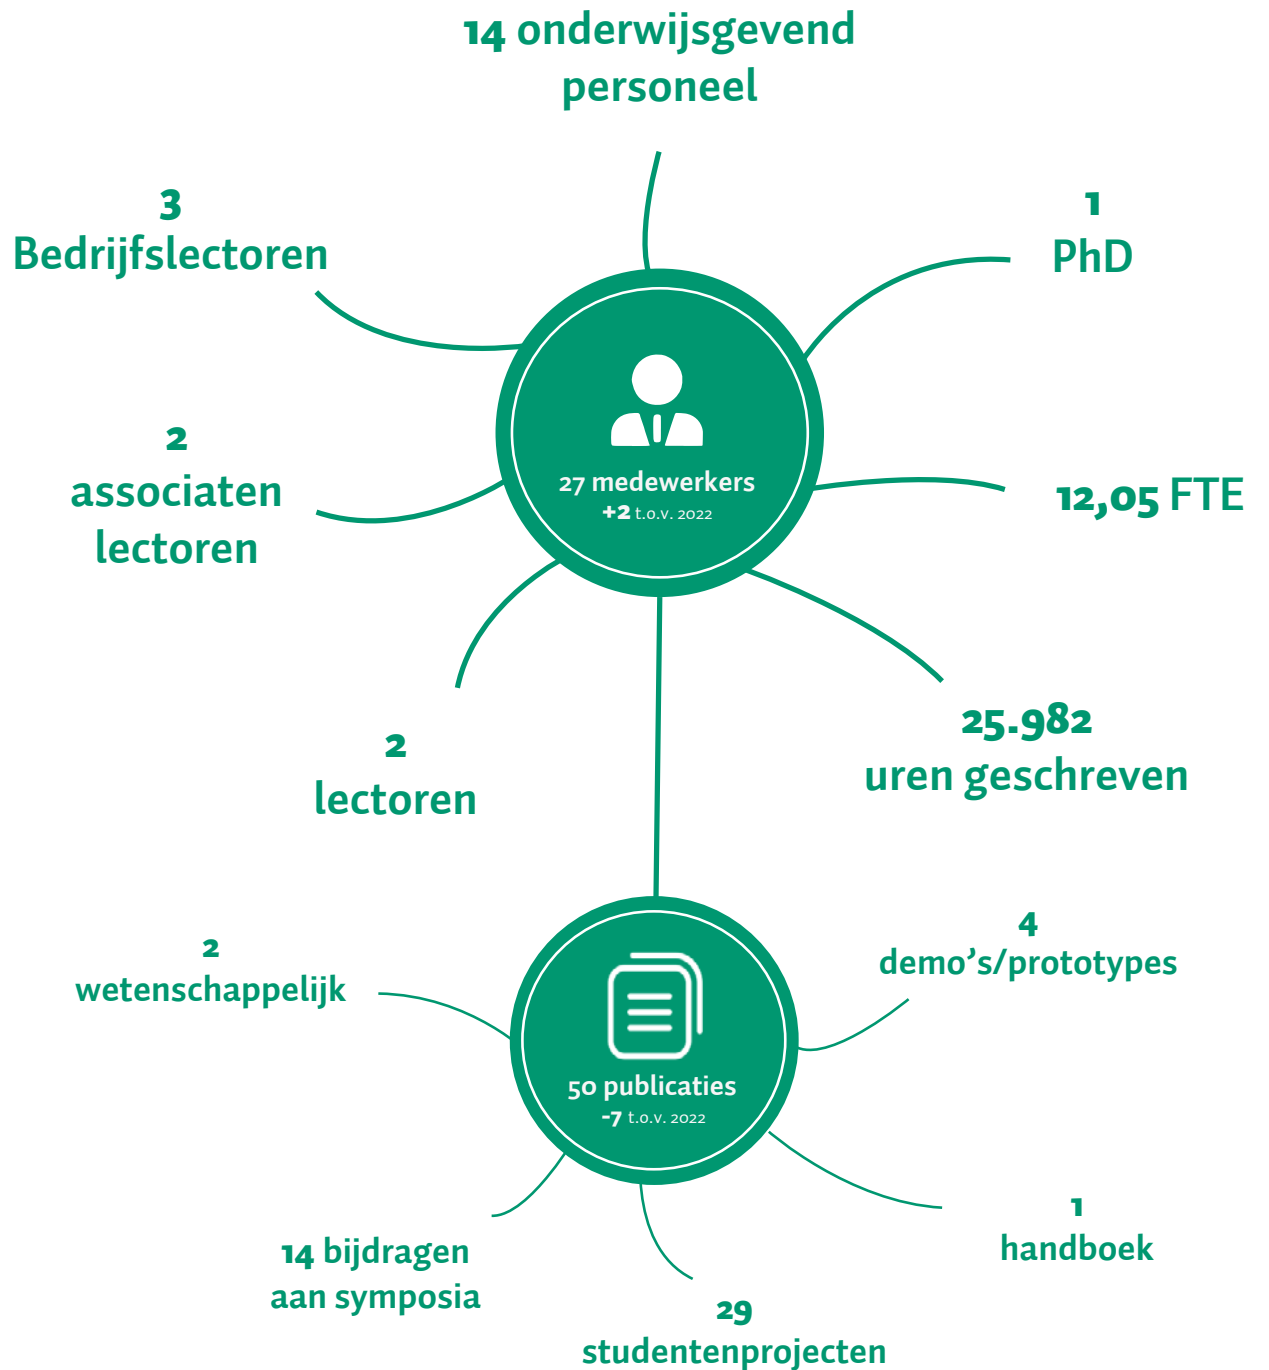 14 onderwijsgevend
personeel
3
Bedrijfslectoren
1
PhD
2
associaten
lectoren
27 medewerkers
+2 t.o.v. 2022
12,05 FTE
2
lectoren
25.982
uren geschreven
2
wetenschappelijk
4
demo's/prototypes
50 publicaties
-7 t.o.v. 2022
14 bijdragen
aan symposia
1
handboek
29
studentenprojecten